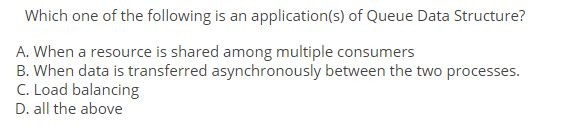 Which one of the following is an application(s) of Queue Data Structure?
A. When a resource is shared among multiple consumers
B. When data is transferred asynchronously between the two processes.
C. Load balancing
D. all the above